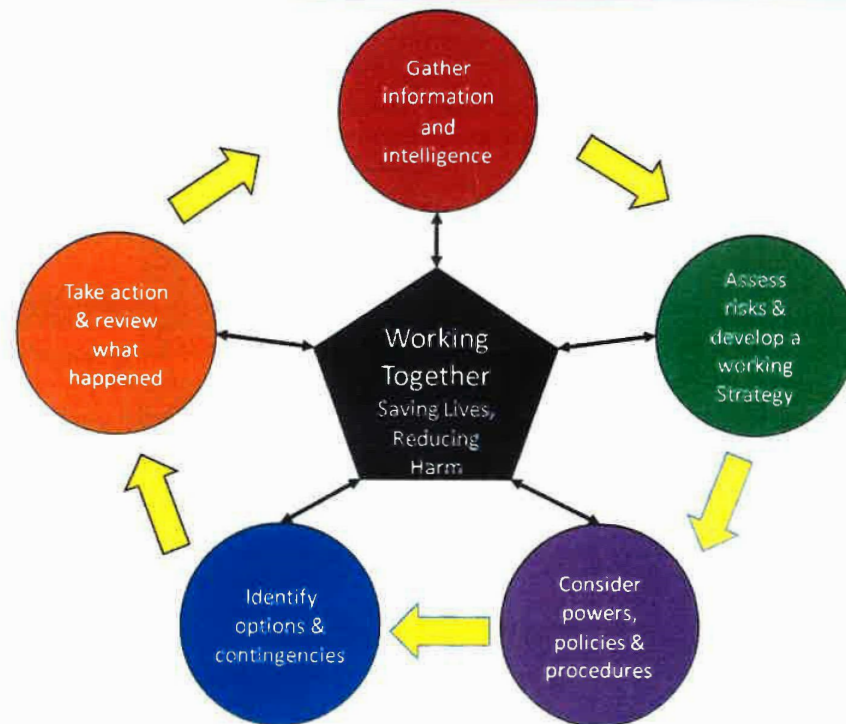 Gather
information
and
intelligence
Assess
risks &
develop a
working
Strategy
Consider
powers,
policies &
procedures
Identify
options &
contingencies
Take action
& review
what
happened
Working
Together
Saving Lives,
Reducing
Harm